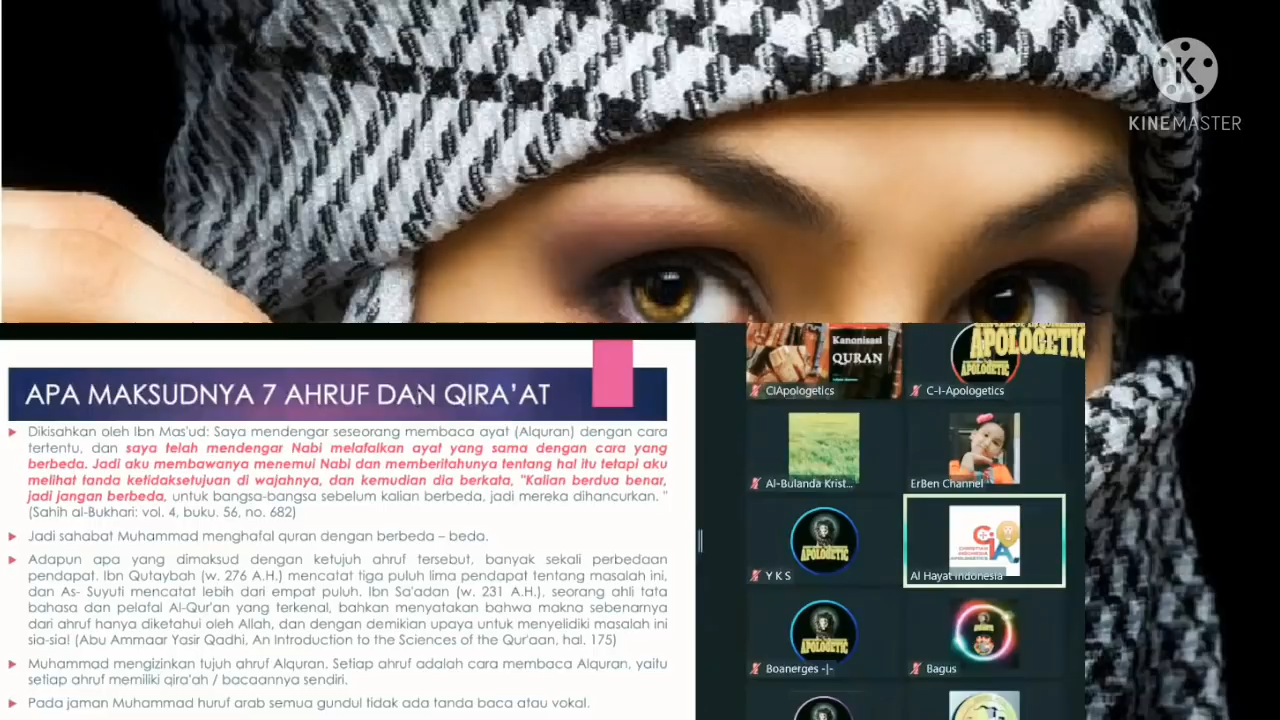 K
KINEMASTER
APA MAKSUDNYA 7 AHRUF DAN QIRA'AT
Dikisahkan oleh Ibn Mas'ud: Saya mendengar seseorang membaca ayat (Alquran) dengan cara
tertentu, dan saya telah mendengar Nabi melafalkan ayat yang sama dengan cara yang
berbeda. Jadi aku membawanya menemui Nabi dan memberitahunya tentang hal itu tetapi aku
melihat tanda ketidaksetujuan di wajahnya, dan kemudian dia berkata, "Kalian berdua benar,
jadi jangan berbeda, untuk bangsa-bangsa sebelum kalian berbeda, jadi mereka dihancurkan. "
(Sahih al-Bukhari: vol. 4, buku. 56, no. 682)
Jadi sahabat Muhammad menghafal quran dengan berbeda – beda.
Adapun apa yang dimaksud dengan ketujuh ahruf tersebut, banyak sekali perbedaan
pendapat. Ibn Qutaybah (w. 276 A.H.) mencatat tiga puluh lima pendapat tentang masalah ini,
dan As- Suyuti mencatat lebih dari empat puluh. Ibn Sa'adan (w. 231 A.H.), seorang ahli tata
bahasa dan pelafal Al-Qur'an yang terkenal, bahkan menyatakan bahwa makna sebenarnya
dari ahruf hanya diketahui oleh Allah, dan dengan demikian upaya untuk menyelidiki masalah ini
sia-sia! (Abu Ammaar Yasir Qadhi, An Introduction to the Sciences of the Qur'aan, hal. 175)
Muhammad mengizinkan tujuh ahruf Alquran. Setiap ahruf adalah cara membaca Alquran, yaitu
setiap ahruf memiliki qira'ah / bacaannya sendiri.
Pada jaman Muhammad huruf arab semua gundul tidak ada tanda baca atau vokal.
Kanonisasi
QURAN
CIApologetics
APOLOGETIC
APOLOGETIC
C-I-Apologetics
Al-Bulanda Krist...
ErBen Channel
APOLOGETIC
Y K S
CIA
CHRISTIAN
INDONESIA
APOLOGETICS
Al Hayat Indonesia
APOLOGETIC
Boanerges -|-
Bagus